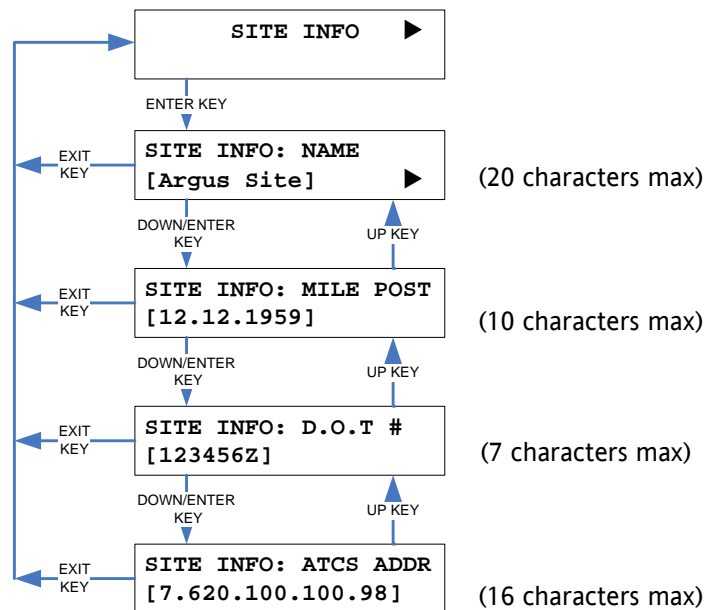 SITE INFO ▶
ENTER KEY
SITE INFO: NAME
[Argus Site] ▶
(20 characters max)
EXIT
KEY
DOWN/ENTER
KEY
UP KEY
SITE INFO: MILE POST
[12.12.1959]
(10 characters max)
EXIT
KEY
DOWN/ENTER
KEY
UP KEY
SITE INFO: D.O.T #
[123456Z]
(7 characters max)
EXIT
KEY
DOWN/ENTER
KEY
UP KEY
SITE INFO: ATCS ADDR
[7.620.100.100.98]
(16 characters max)
EXIT
KEY